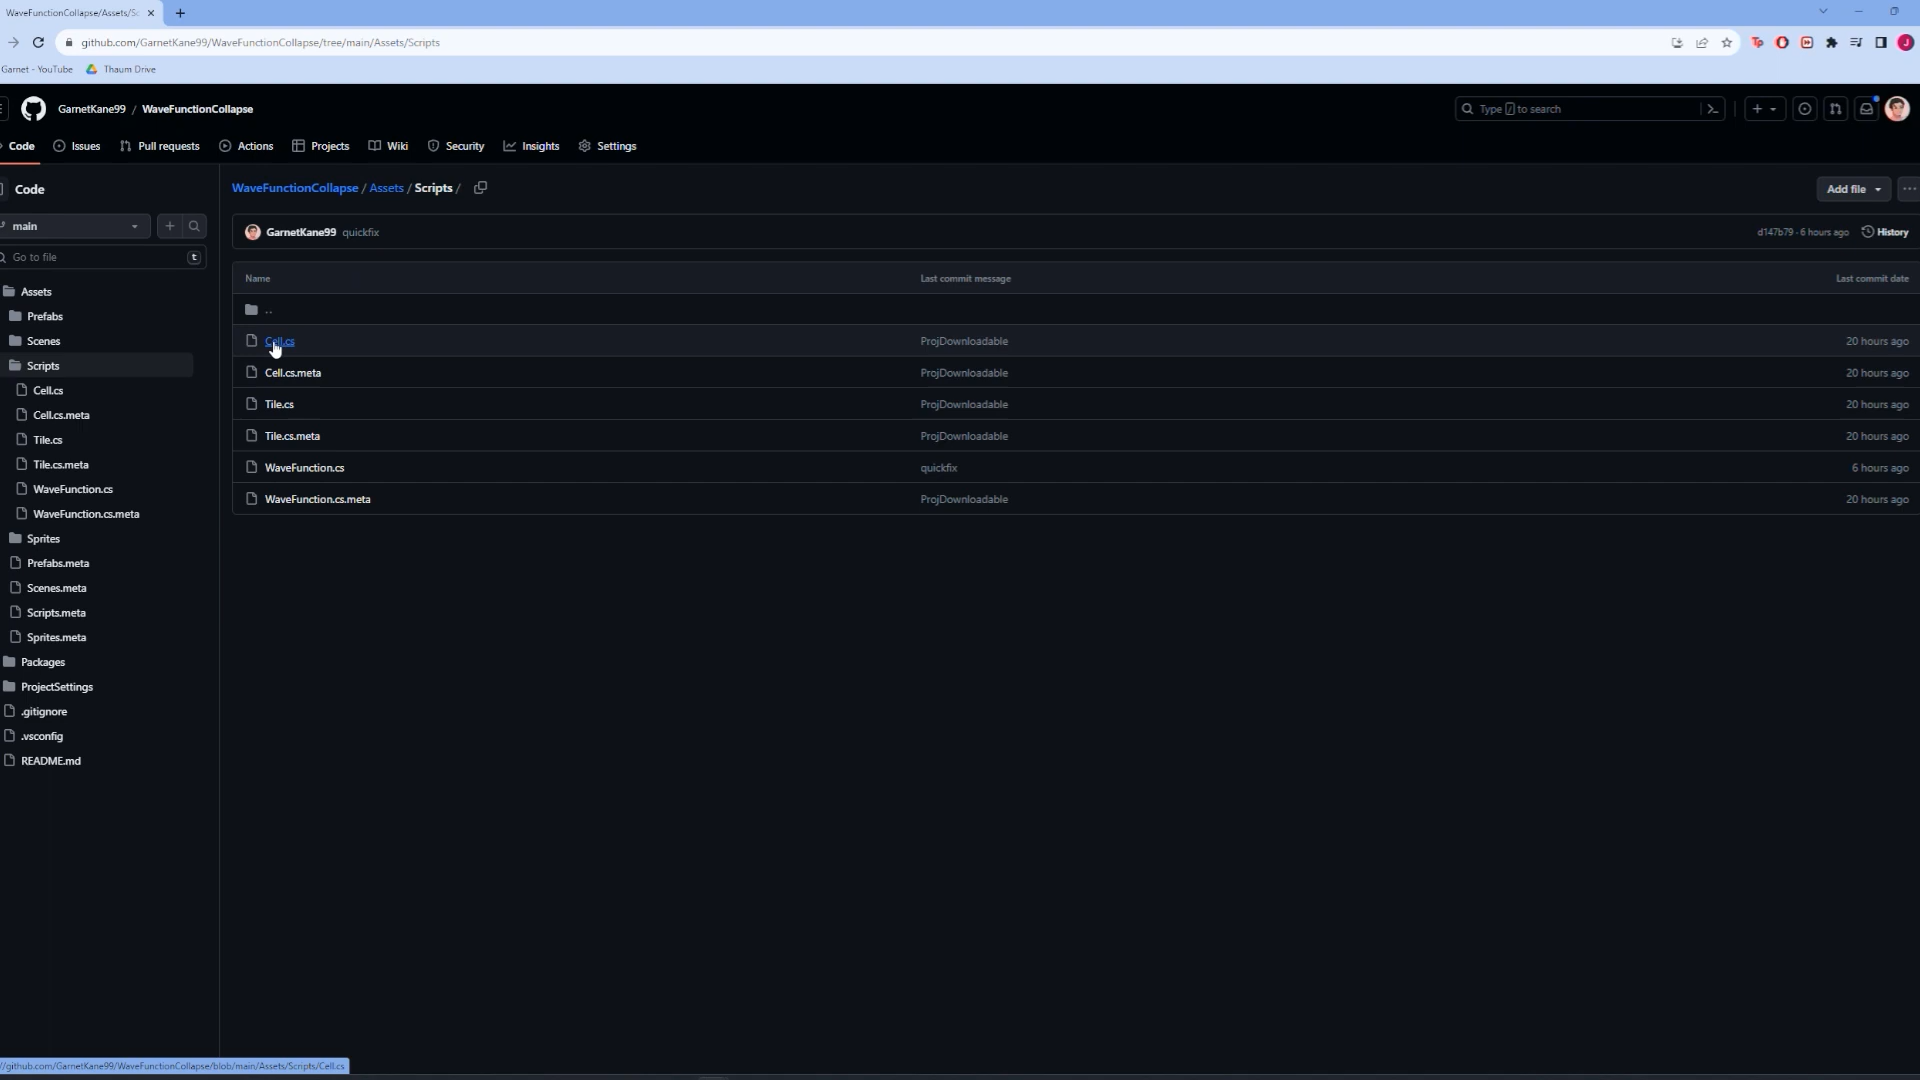 WaveFunctionCollapse/Assets/Sc
github.com/GarnetKane99/WaveFunctionCollapse/tree/main/Assets/Scripts
Garnet - YouTube Thaum Drive
GarnetKane99 / WaveFunctionCollapse
Type / to search
Code Issues Pull requests Actions Projects Wiki Security Insights Settings
Code
WaveFunctionCollapse / Assets / Scripts /
Add file
main
GarnetKane99 quickfix
d147b79 · 6 hours ago History
Go to file t
Name Last commit message Last commit date
Assets
..
Prefabs
Scenes
Cell.cs ProjDownloadable 20 hours ago
Scripts
Cell.cs.meta ProjDownloadable 20 hours ago
Cell.cs
Tile.cs ProjDownloadable 20 hours ago
Cell.cs.meta
Tile.cs.meta ProjDownloadable 20 hours ago
Tile.cs
Tile.cs.meta
WaveFunction.cs quickfix 6 hours ago
WaveFunction.cs
WaveFunction.cs.meta ProjDownloadable 20 hours ago
WaveFunction.cs.meta
Sprites
Prefabs.meta
Scenes.meta
Scripts.meta
Sprites.meta
Packages
ProjectSettings
.gitignore
.vsconfig
README.md
//github.com/GarnetKane99/WaveFunctionCollapse/blob/main/Assets/Scripts/Cell.cs